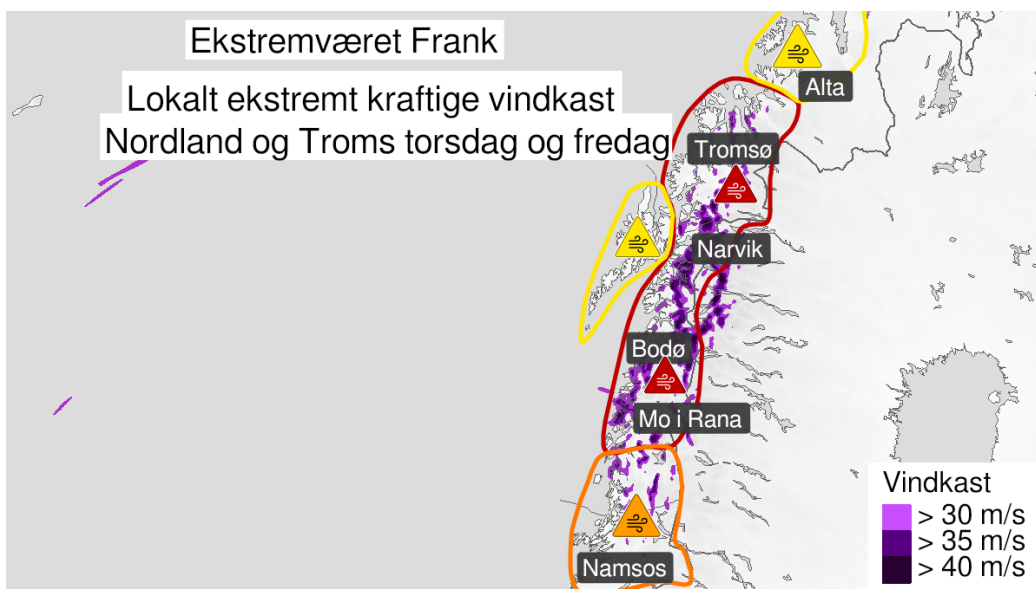 Ekstremværet Frank
Lokalt ekstremt kraftige vindkast
Nordland og Troms torsdag og fredag
Alta
Tromsø
Narvik
Bodø
Mo i Rana
Namsos
Vindkast
> 30 m/s
> 35 m/s
> 40 m/s